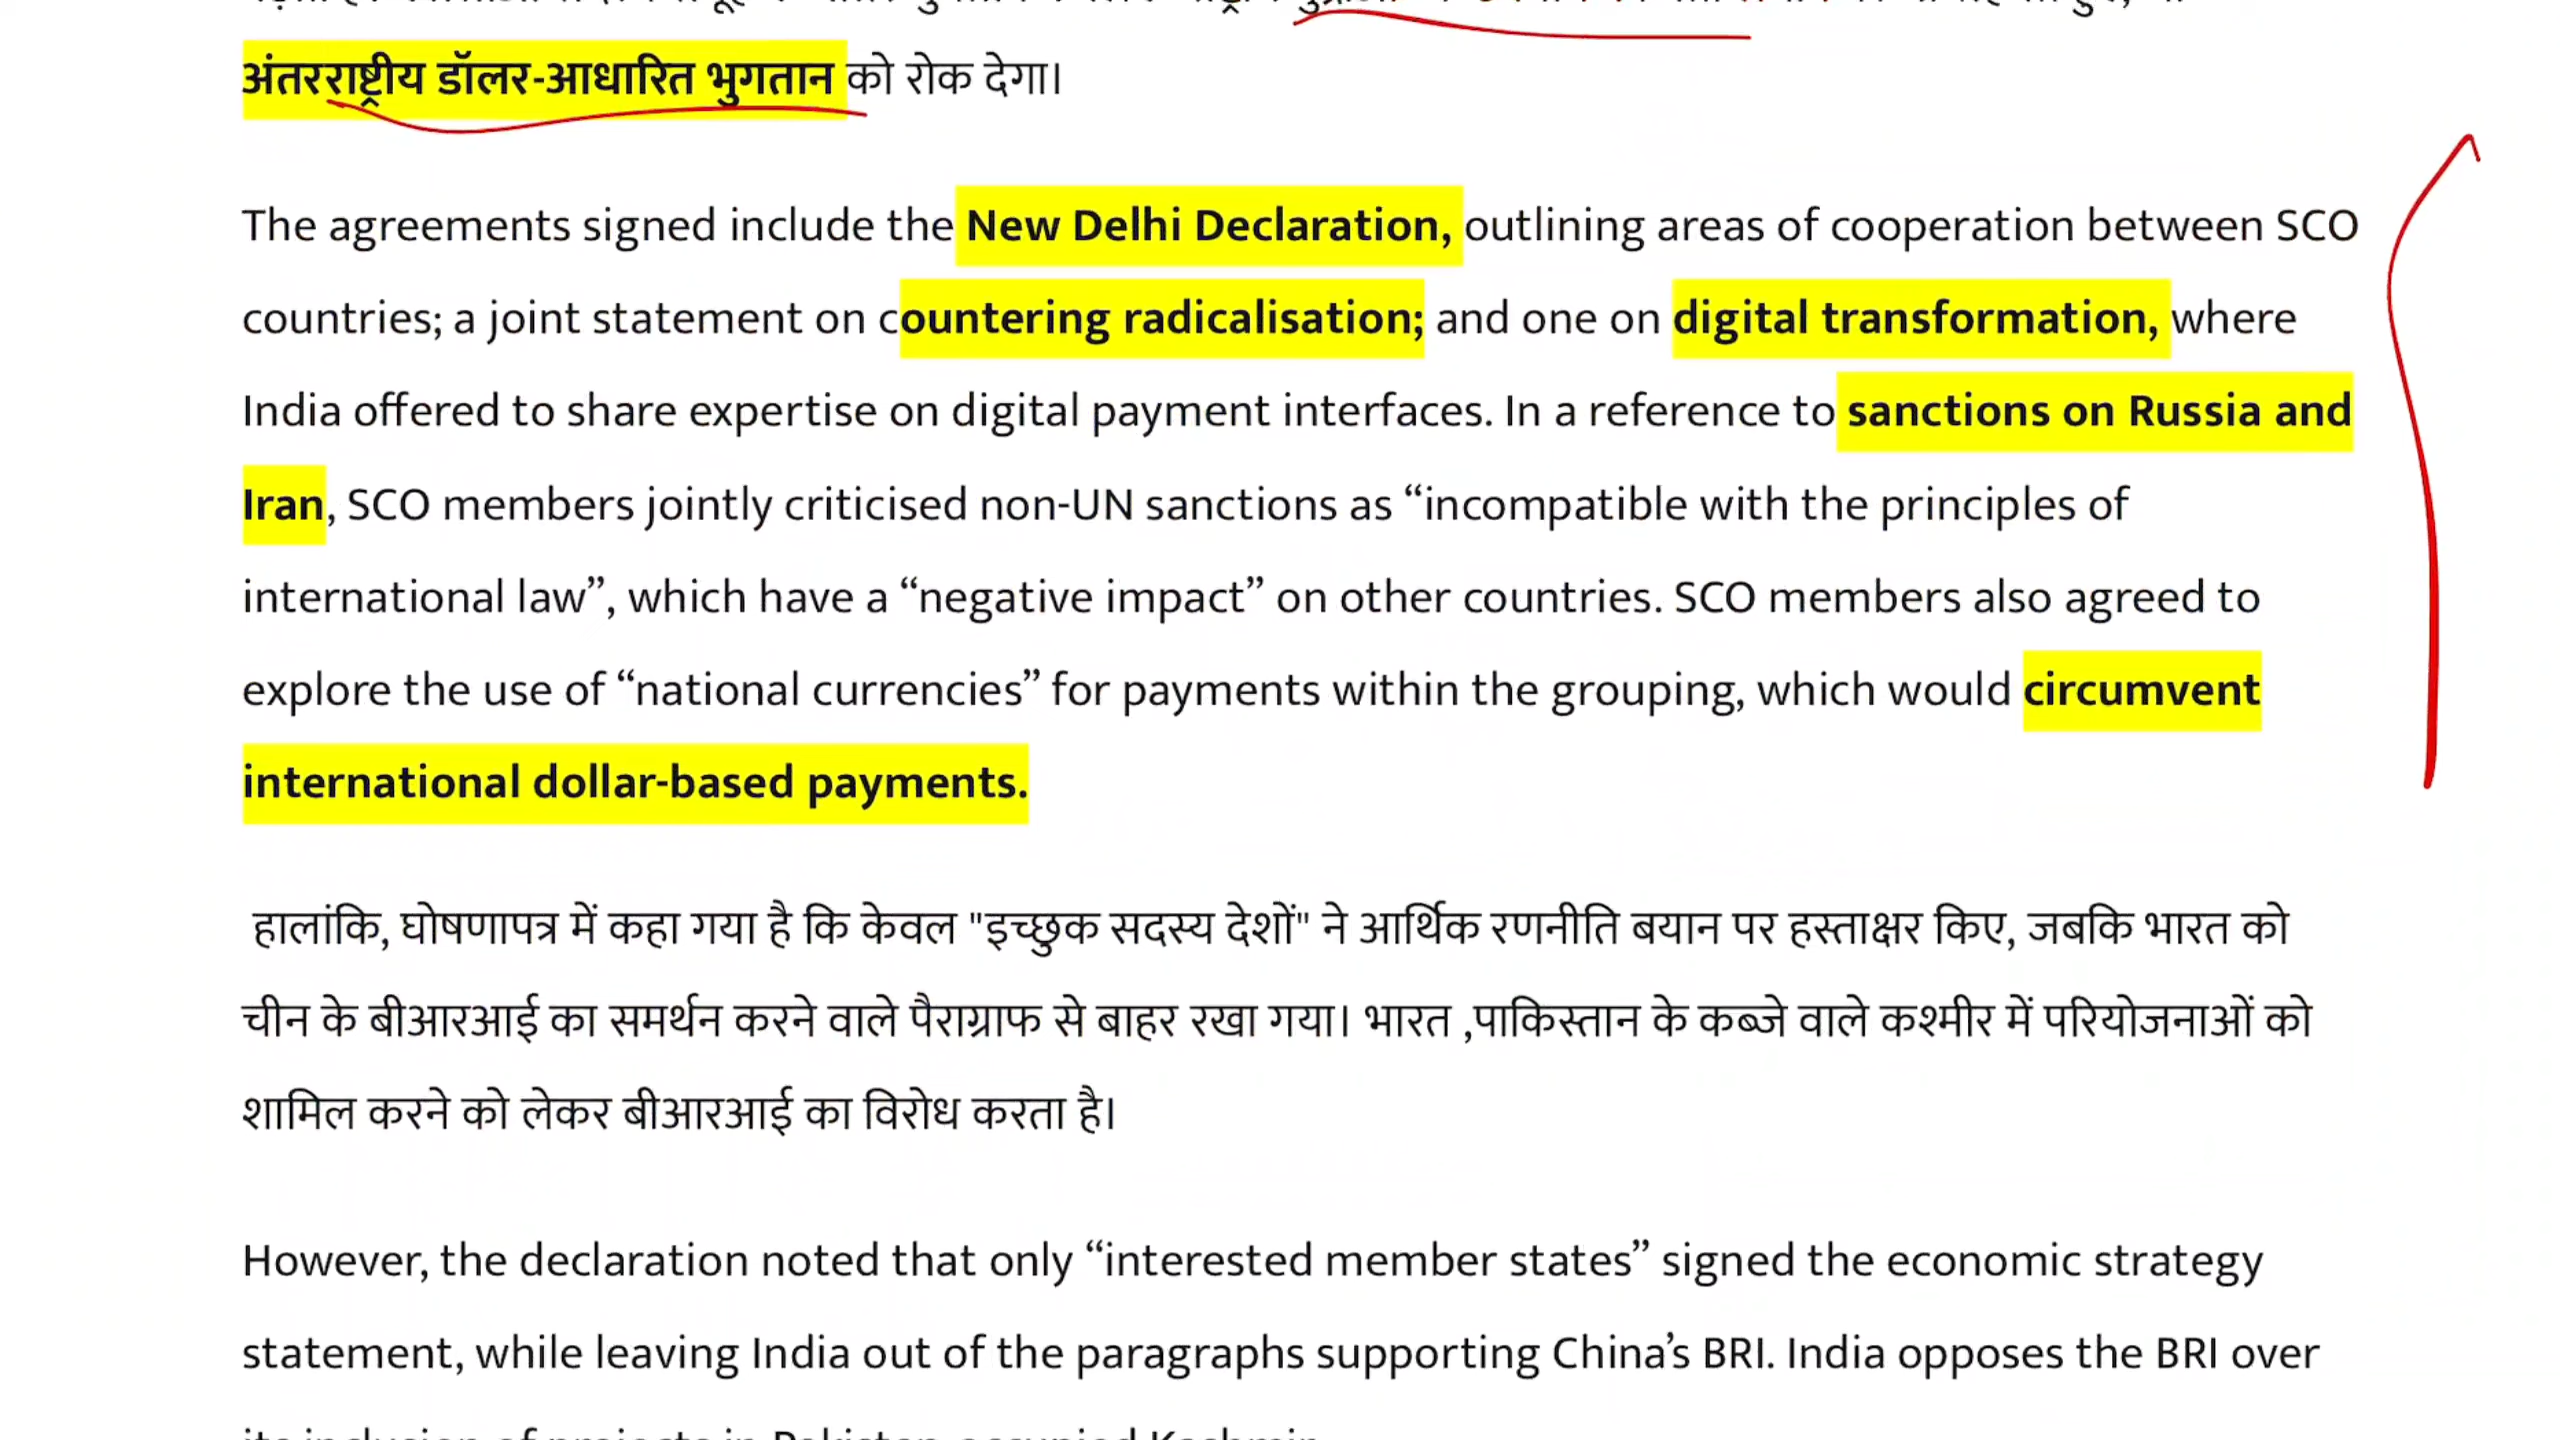 अंतरराष्ट्रीय डॉलर-आधारित भुगतान को रोक देगा।
The agreements signed include the New Delhi Declaration, outlining areas of cooperation between SCO
countries; a joint statement on countering radicalisation; and one on digital transformation, where
India offered to share expertise on digital payment interfaces. In a reference to sanctions on Russia and
Iran, SCO members jointly criticised non-UN sanctions as “incompatible with the principles of
international law”, which have a “negative impact” on other countries. SCO members also agreed to
explore the use of “national currencies” for payments within the grouping, which would circumvent
international dollar-based payments.
हालांकि, घोषणापत्र में कहा गया है कि केवल "इच्छुक सदस्य देशों" ने आर्थिक रणनीति बयान पर हस्ताक्षर किए, जबकि भारत को
चीन के बीआरआई का समर्थन करने वाले पैराग्राफ से बाहर रखा गया। भारत ,पाकिस्तान के कब्जे वाले कश्मीर में परियोजनाओं को
शामिल करने को लेकर बीआरआई का विरोध करता है।
However, the declaration noted that only “interested member states” signed the economic strategy
statement, while leaving India out of the paragraphs supporting China’s BRI. India opposes the BRI over